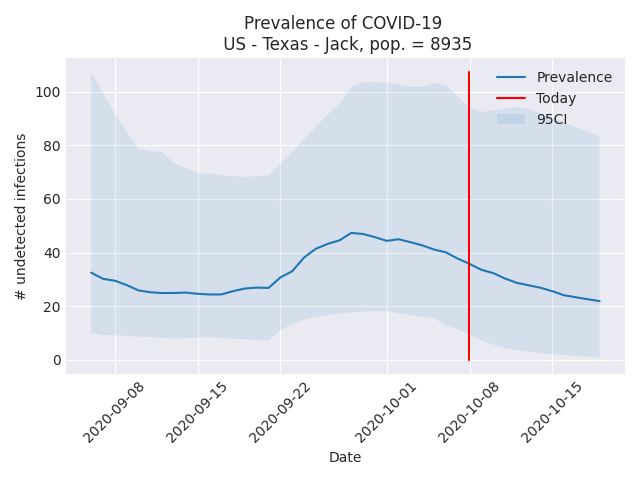 Prevalence of COVID-19
US - Texas - Jack, pop. = 8935
Prevalence
Today
95CI
# undetected infections
100
80
60
40
20
0
2020-09-08
2020-09-15
2020-09-22
2020-10-01
2020-10-08
2020-10-15
Date